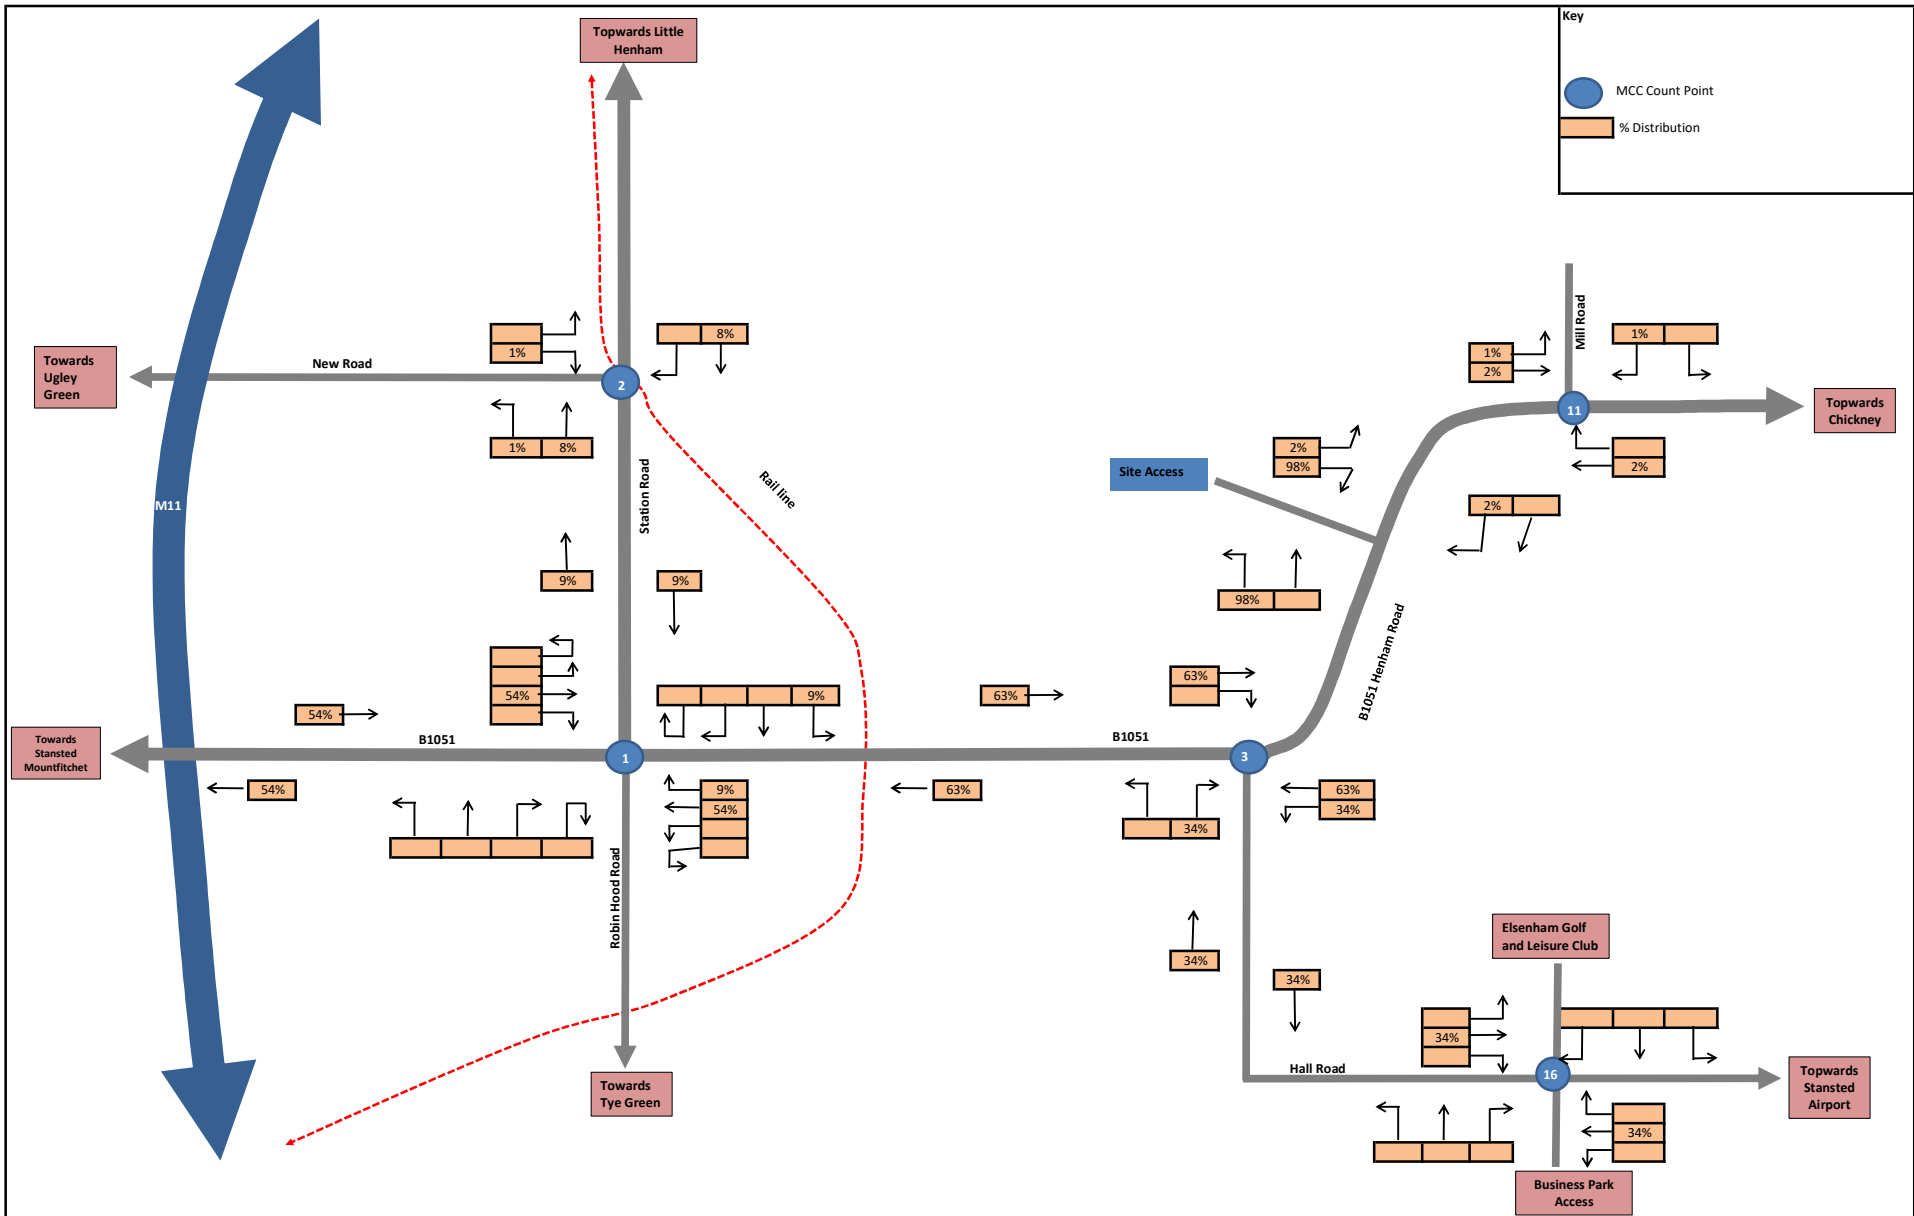 Topwards Little
Henham
Key
MCC Count Point
% Distribution
Mill Road
1%
8%
1%
1%
2%
Towards
Ugley
Green
New Road
2
1%
8%
11
Topwards
Chickney
2%
98%
2%
Site Access
Station Road
Rail line
M11
2%
9%
9%
98%
B1051 Henham Road
54%
9%
63%
63%
54%
Towards
Stansted
Mountfitchet
B1051
1
B1051
3
54%
9%
54%
63%
63%
34%
34%
Robin Hood Road
34%
34%
Elsenham Golf
and Leisure Club
34%
Hall Road
16
Topwards
Stansted
Airport
Towards
Tye Green
34%
Business Park
Access